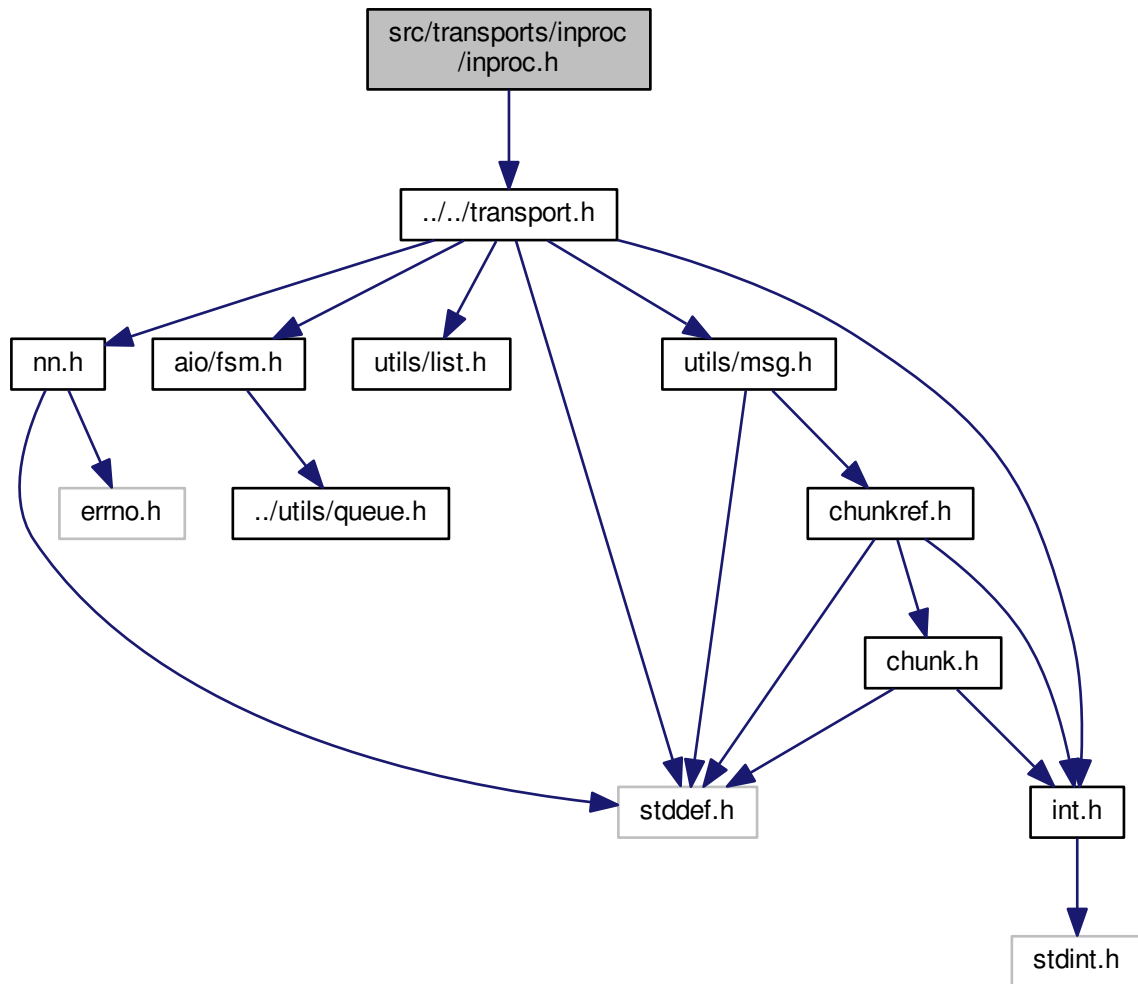 src/transports/inproc
/inproc.h
../../transport.h
nn.h
aio/fsm.h
utils/list.h
utils/msg.h
errno.h
../utils/queue.h
chunkref.h
chunk.h
stddef.h
int.h
stdint.h